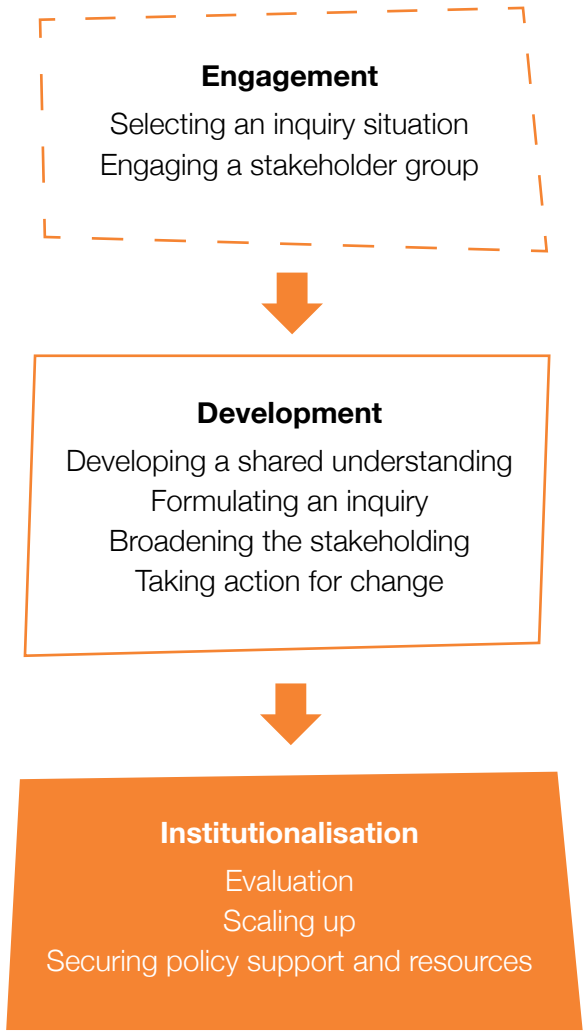 Engagement
Selecting an inquiry situation
Engaging a stakeholder group
Development
Developing a shared understanding
Formulating an inquiry
Broadening the stakeholding
Taking action for change
Institutionalisation
Evaluation
Scaling up
Securing policy support and resources